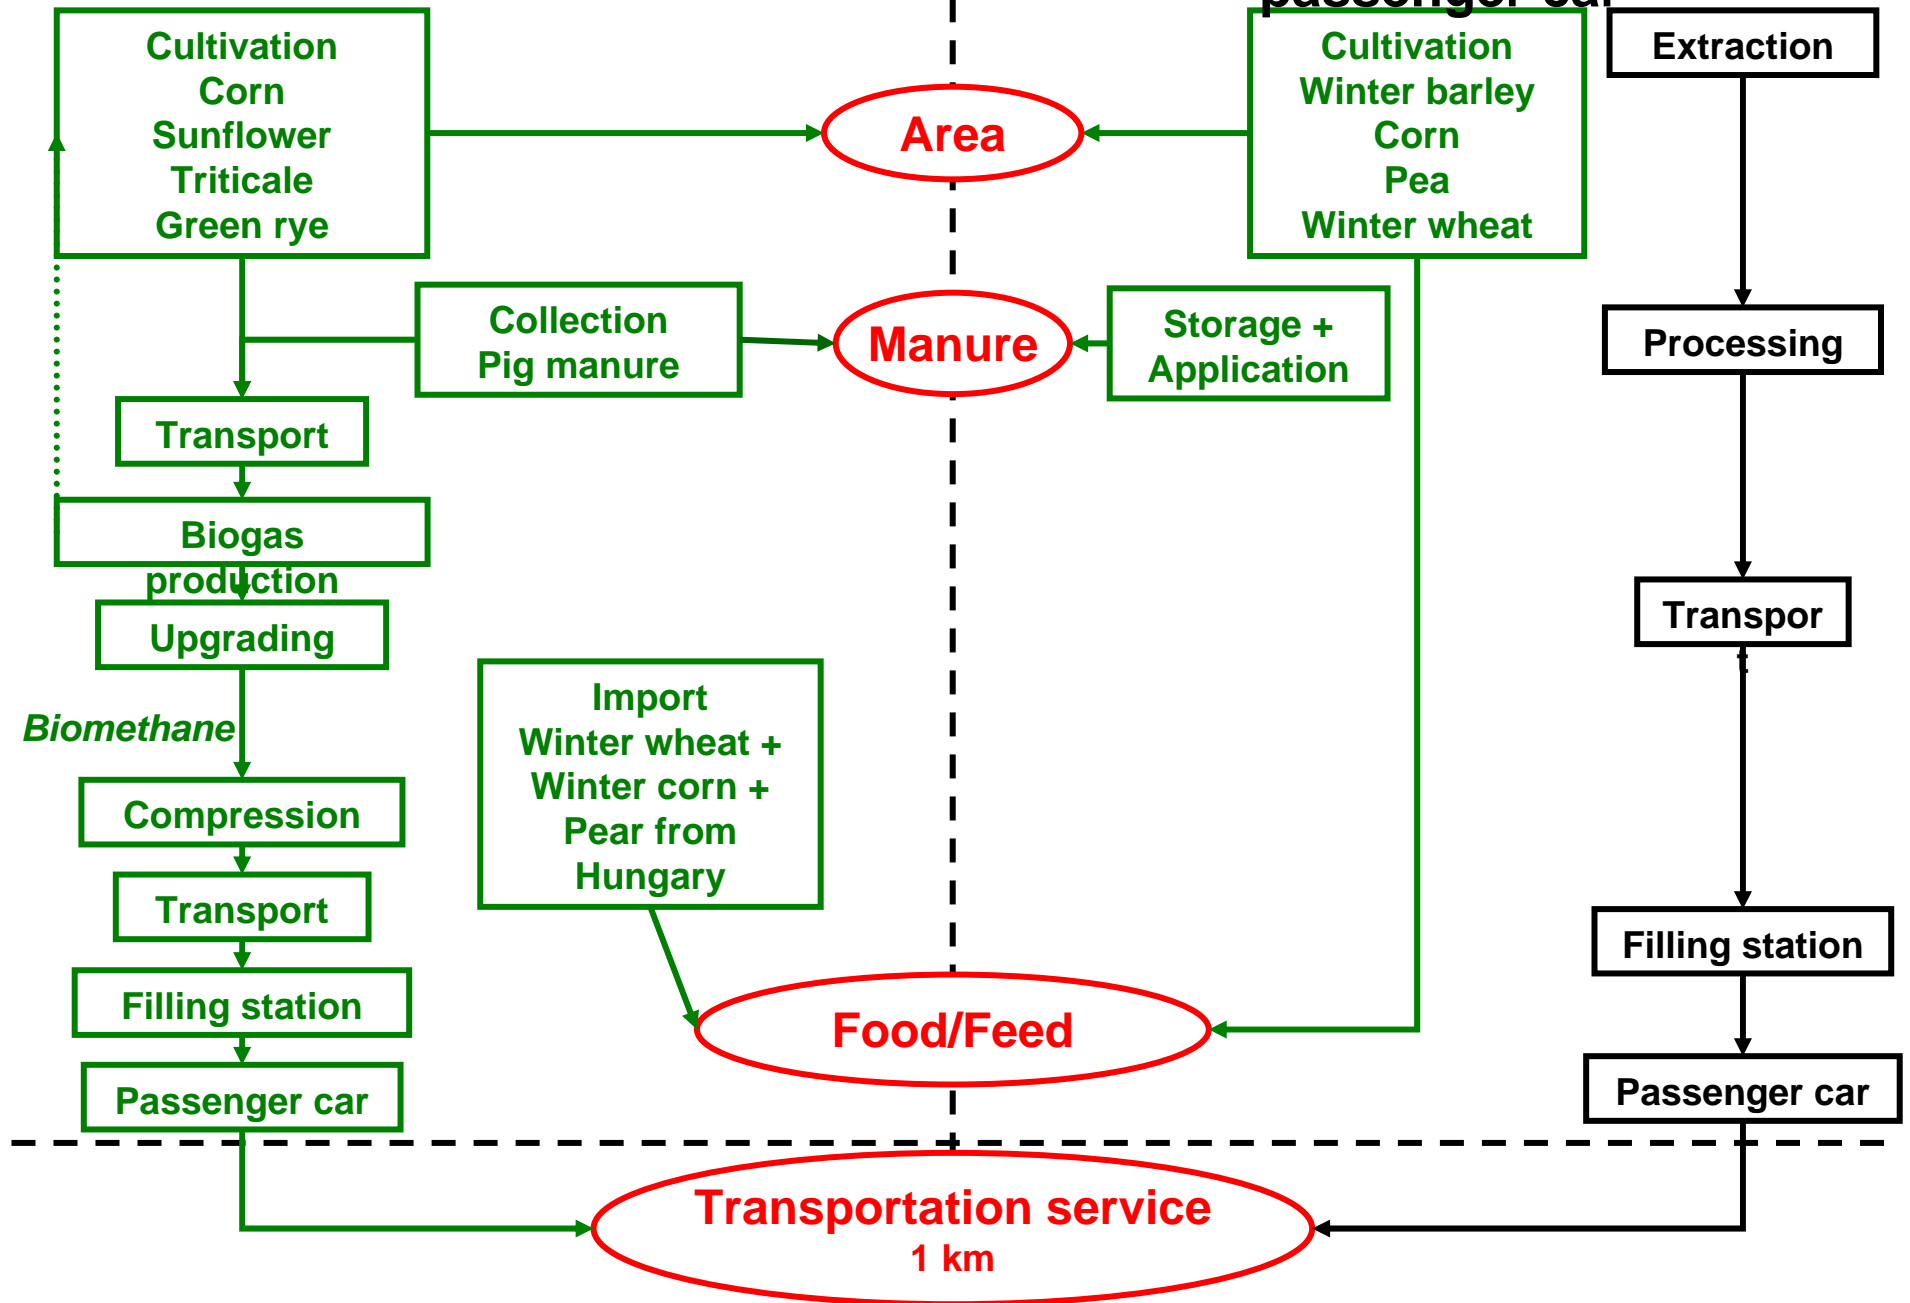 passenger car
Cultivation
Corn
Sunflower
Triticale
Green rye
Area
Cultivation
Winter barley
Corn
Pea
Winter wheat
Extraction
Collection
Pig manure
Manure
Storage +
Application
Processing
Transport
Biogas
production
Upgrading
Transpor
t
Biomethane
Import
Winter wheat +
Winter corn +
Pear from
Hungary
Compression
Transport
Filling station
Filling station
Food/Feed
Passenger car
Passenger car
Transportation service
1 km